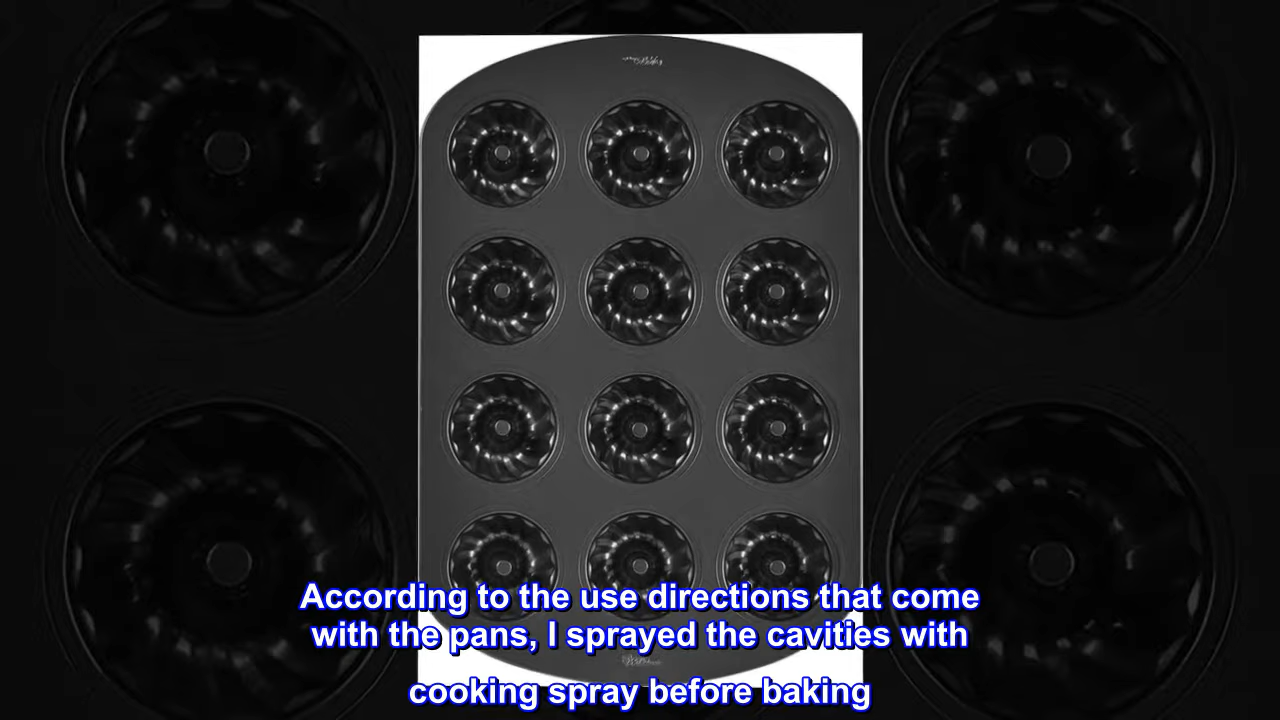 According to the use directions that come
with the pans, I sprayed the cavities with
cooking spray before baking